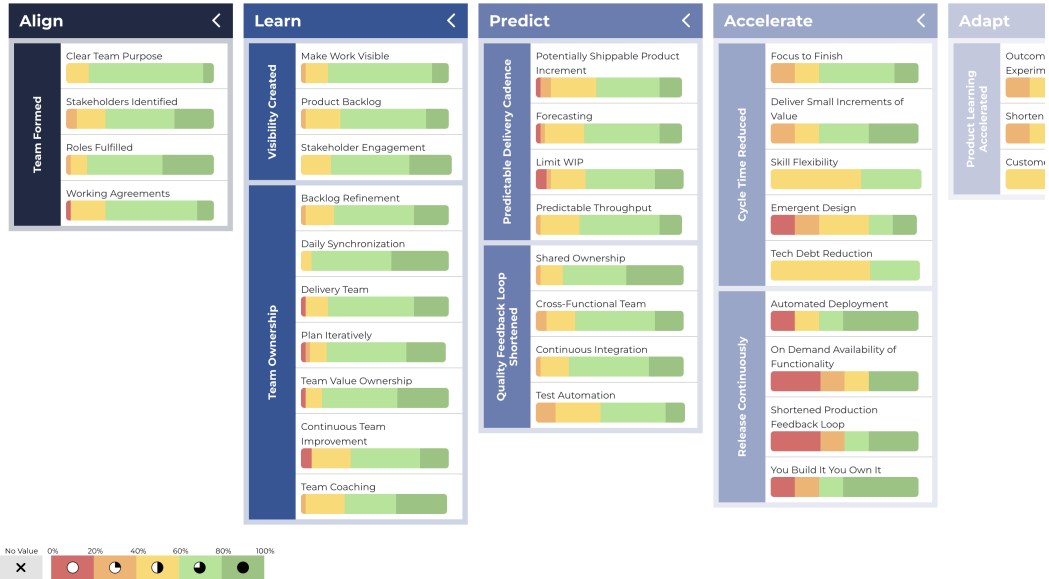 Align
Team Formed
Clear Team Purpose
Stakeholders Identified
Roles Fulfilled
Working Agreements
Learn
Visibility Created
Make Work Visible
Product Backlog
Stakeholder Engagement
Team Ownership
Backlog Refinement
Daily Synchronization
Delivery Team
Plan Iteratively
Team Value Ownership
Continuous Team
Improvement
Team Coaching
Predict
Predictable Delivery Cadence
Potentially Shippable Product
Increment
Forecasting
Limit WIP
Predictable Throughput
Quality Feedback Loop
Shortened
Shared Ownership
Cross-Functional Team
Continuous Integration
Test Automation
Accelerate
Cycle Time Reduced
Focus to Finish
Deliver Small Increments of
Value
Skill Flexibility
Emergent Design
Tech Debt Reduction
Release Continuously
Automated Deployment
On Demand Availability of
Functionality
Shortened Production
Feedback Loop
You Build It You Own It
Adapt
Product Learning
Accelerated
Outcom
Experim
Shorten
Custome
No Value 0% 20% 40% 60% 80% 100%